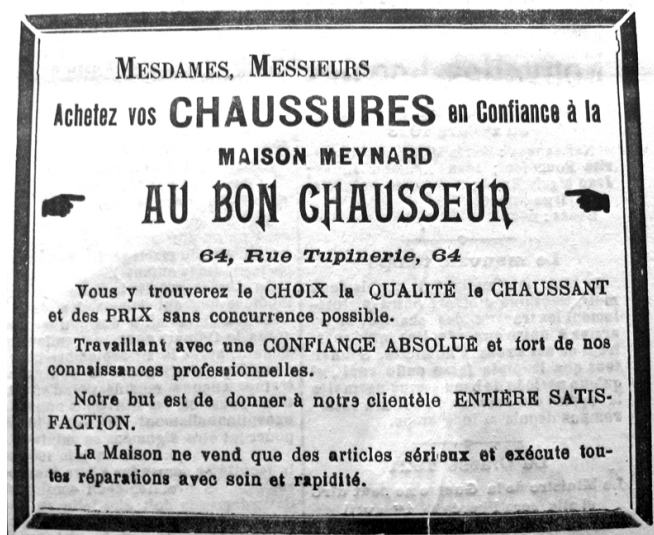 MESDAMES, MESSIEURS
Achetez vos CHAUSSURES en Confiance à la
MAISON MEYNARD
AU BON CHAUSSEUR
64, Rue Tupinerie, 64
Vous y trouverez le CHOIX la QUALITÉ le CHAUSSANT
et des PRIX sans concurrence possible.
Travaillant avec une CONFIANCE ABSOLUE et fort de nos
connaissances professionnelles.
Notre but est de donner à notre clientèle ENTIÈRE SATIS-
FACTION.
La Maison ne vend que des articles sérieux et exécute tou-
tes réparations avec soin et rapidité.